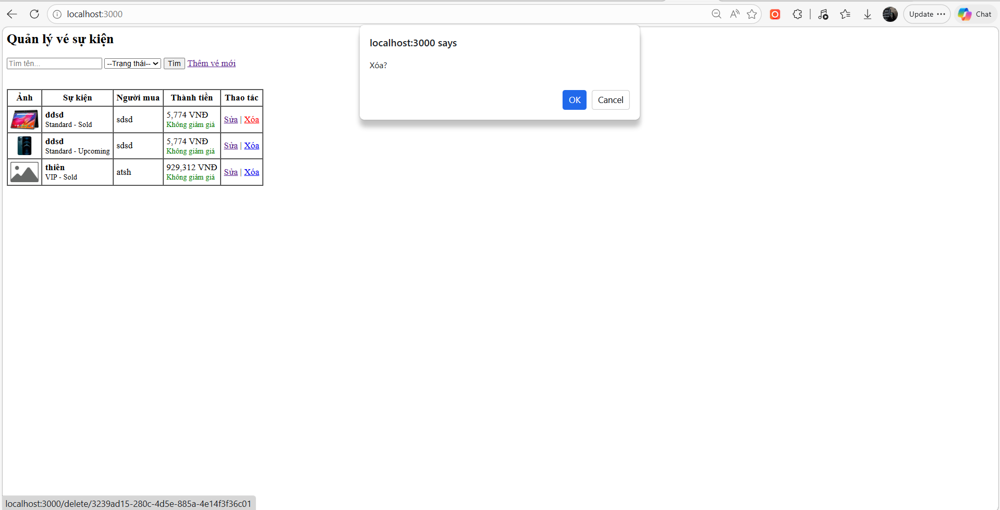 localhost:3000
Update
Chat
localhost:3000 says
Xóa?
OK Cancel
Quản lý vé sự kiện
Tìm tên... --Trạng thái-- Tìm Thêm vé mới
Ảnh Sự kiện Người mua Thành tiền Thao tác
ddsd
Standard - Sold
sdsd
5,774 VNĐ
Không giảm giá
Sửa | Xóa
ddsd
Standard - Upcoming
sdsd
5,774 VNĐ
Không giảm giá
Sửa | Xóa
thiên
VIP - Sold
atsh
929,312 VNĐ
Không giảm giá
Sửa | Xóa
localhost:3000/delete/3239ad15-280c-4d5e-885a-4e14f3f36c01